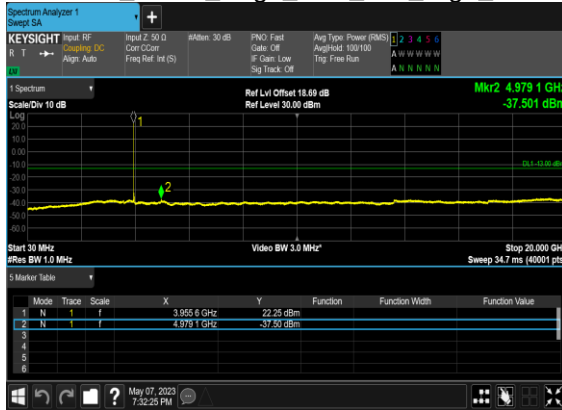 Spectrum Analyzer 1
Swept SA
+
KEYSIGHT Input: RF Input Z: 50 Ω #Atten: 30 dB PNO: Fast Avg Type: Power (RMS) 1 2 3 4 5 6
R T Coupling: DC Corr CCorr Gate: Off Avg|Hold: 100/100 A W W W W W
Align: Auto Freq Ref: Int (S) IF Gain: Low Trig: Free Run
Sig Track: Off A N N N N N
LU
1 Spectrum Ref Lvl Offset 18.69 dB Mkr2 4.979 1 GHz
Scale/Div 10 dB Ref Level 30.00 dBm -37.501 dBm
Log
20.0
10.0
0.00
-10.0
-20.0
-30.0
-40.0
-50.0
-60.0
1
2
DL1 -13.00 dBm
Start 30 MHz Video BW 3.0 MHz* Stop 20.000 GHz
#Res BW 1.0 MHz Sweep 34.7 ms (40001 pts)
5 Marker Table
Mode Trace Scale X Y Function Function Width Function Value
1 N 1 f 3.955 6 GHz 22.25 dBm
2 N 1 f 4.979 1 GHz -37.50 dBm
3
4
5
6
? May 07, 2023
7:32:25 PM